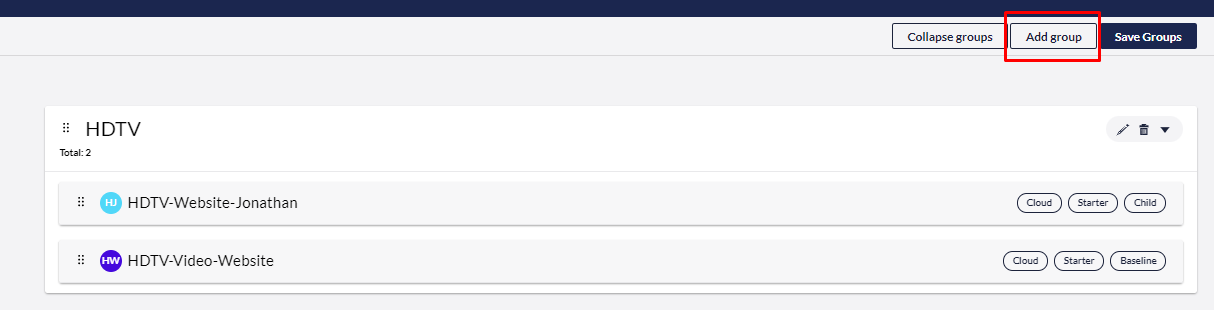 Collapse groups Add group Save Groups
HDTV
Total: 2
HJ HDTV-Website-Jonathan Cloud Starter Child
HW HDTV-Video-Website Cloud Starter Baseline